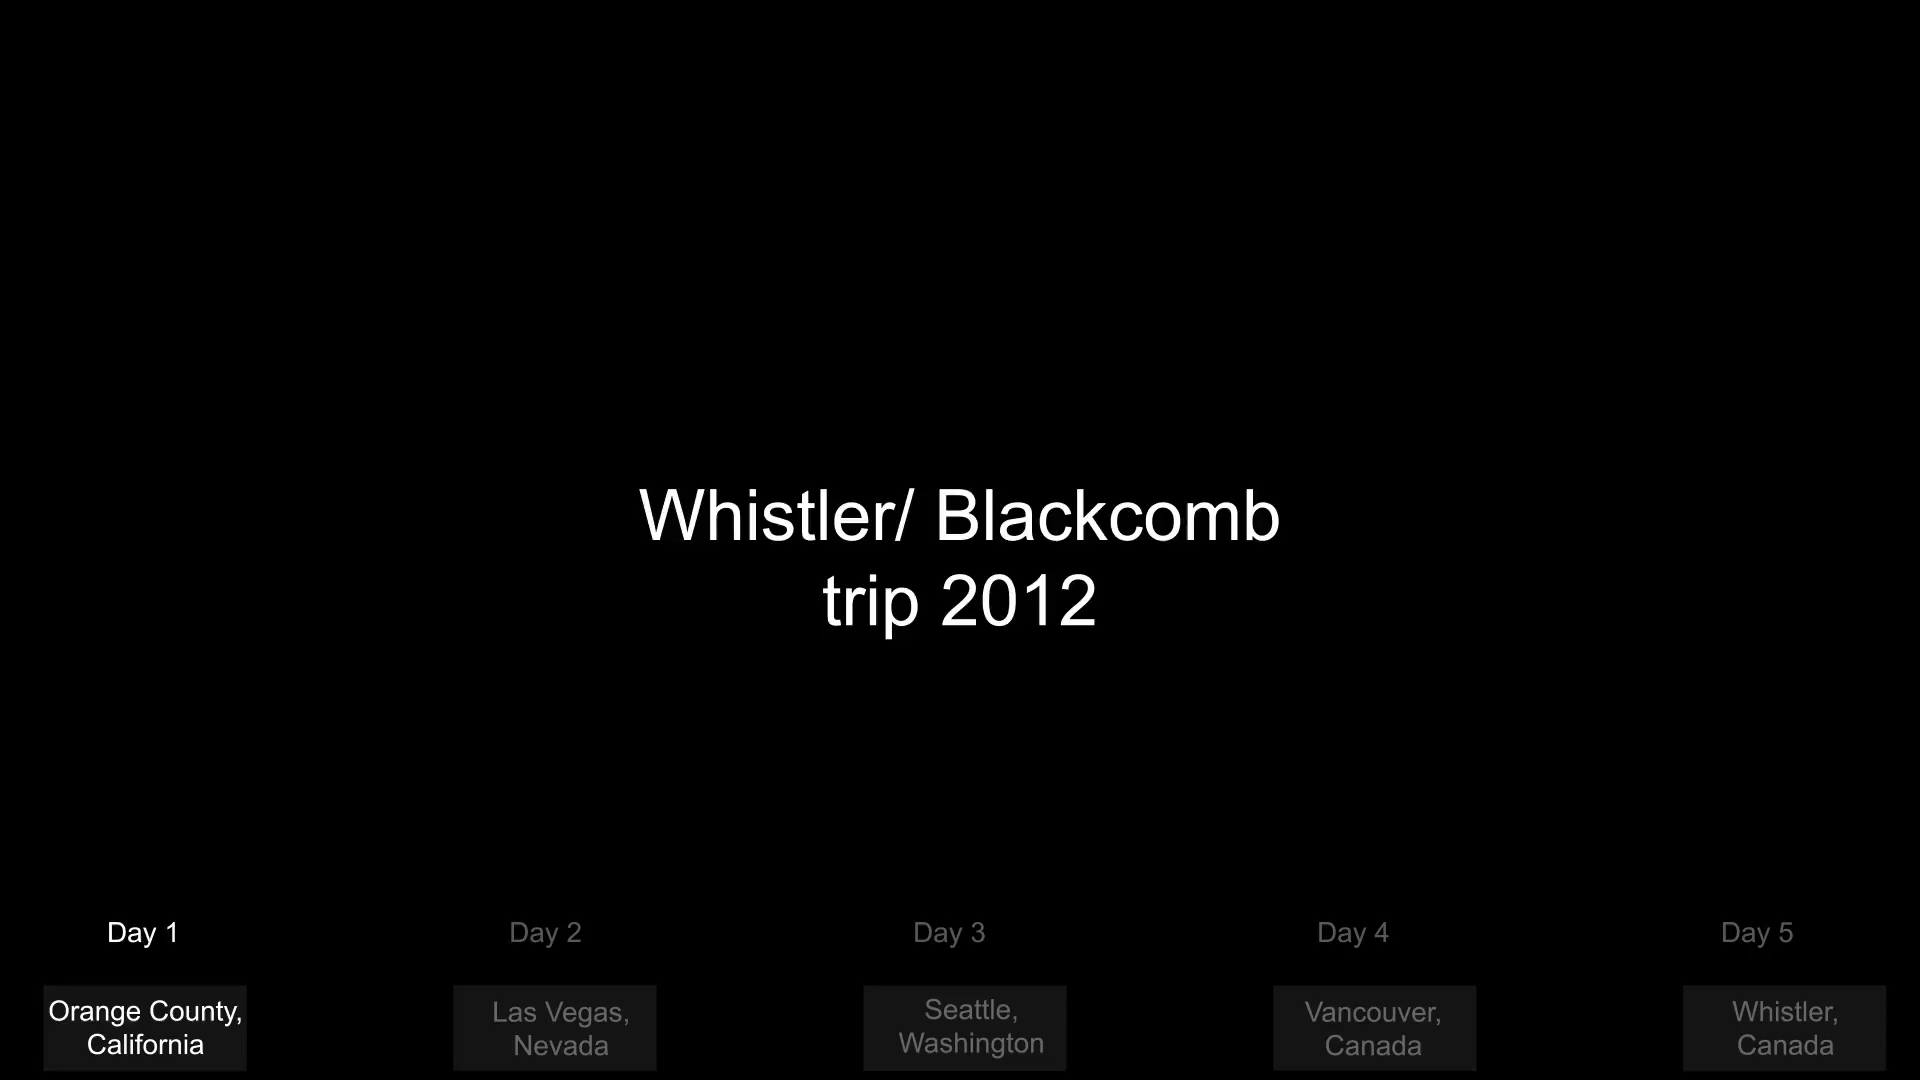 Whistler/ Blackcomb
trip 2012
Day 1
Day 2
Day 3
Day 4
Day 5
Orange County,
California
Las Vegas,
Nevada
Seattle,
Washington
Vancouver,
Canada
Whistler,
Canada